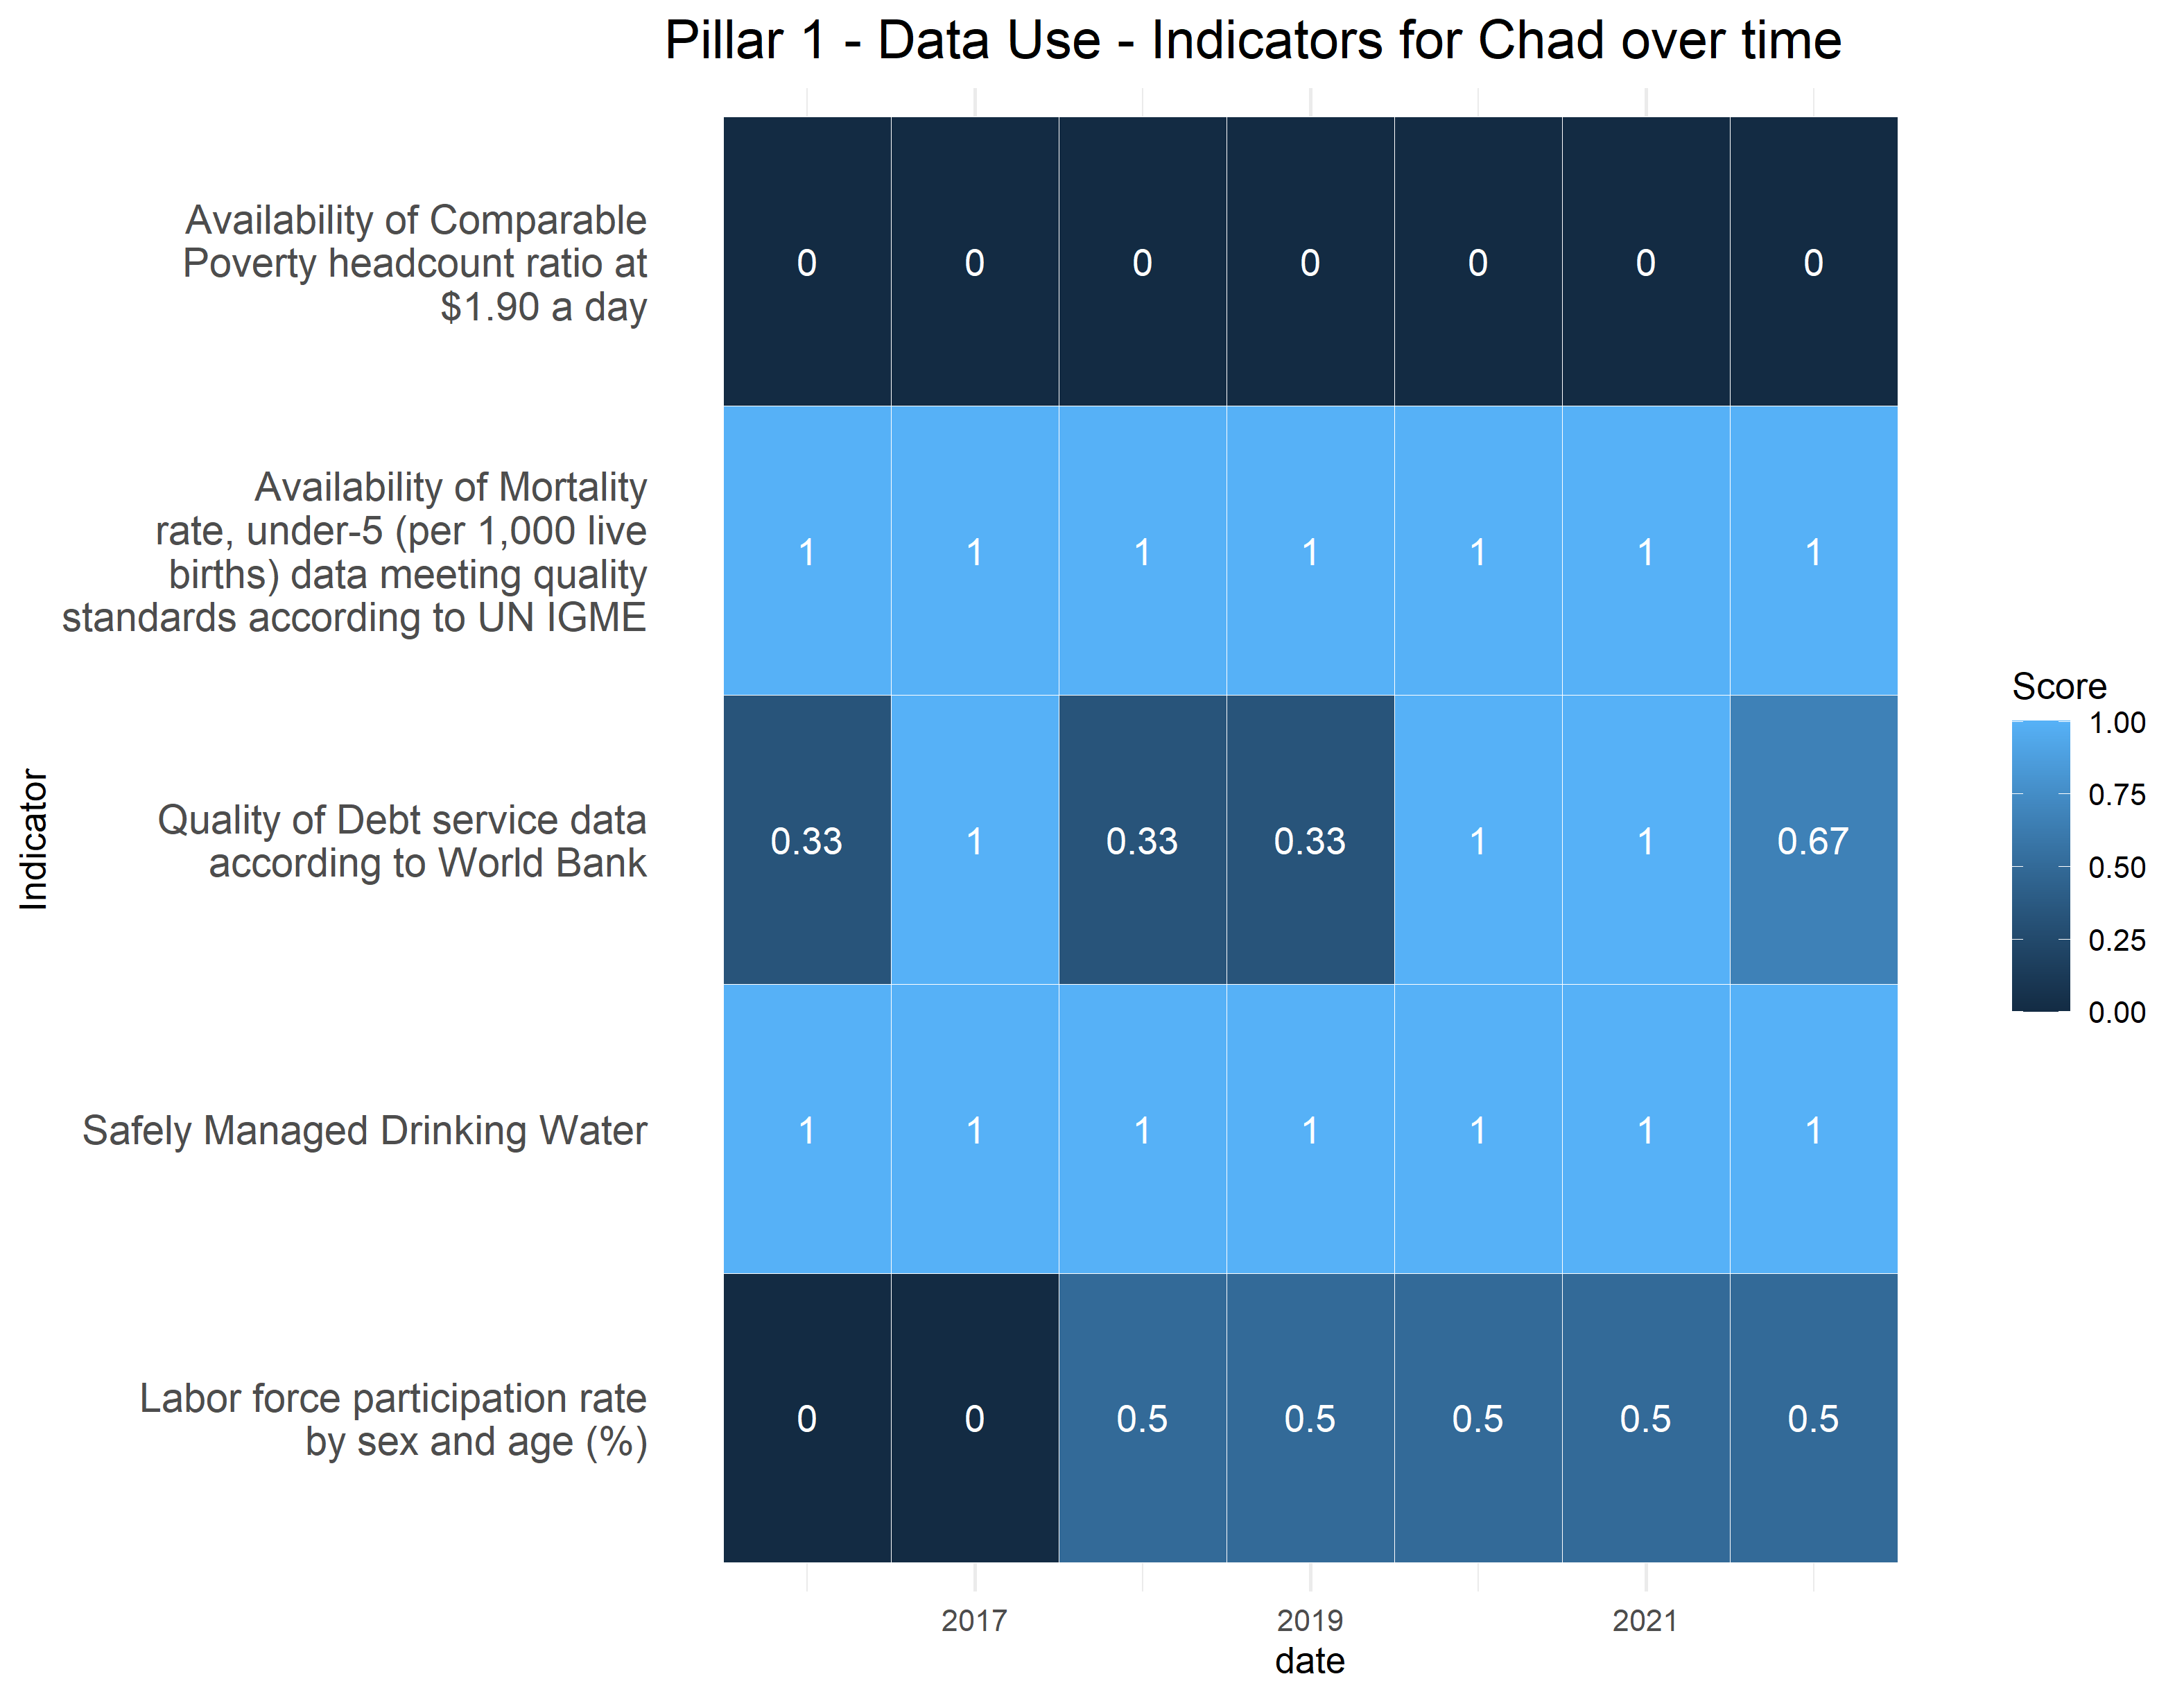 Pillar 1 - Data Use - Indicators for Chad over time
Indicator
Availability of Comparable
Poverty headcount ratio at
$1.90 a day
0 0 0 0 0 0 0
Availability of Mortality
rate, under-5 (per 1,000 live
births) data meeting quality
standards according to UN IGME
1 1 1 1 1 1 1
Quality of Debt service data
according to World Bank
0.33 1 0.33 0.33 1 1 0.67
Safely Managed Drinking Water
1 1 1 1 1 1 1
Labor force participation rate
by sex and age (%)
0 0 0.5 0.5 0.5 0.5 0.5
2017 2019 2021
date
Score
1.00
0.75
0.50
0.25
0.00